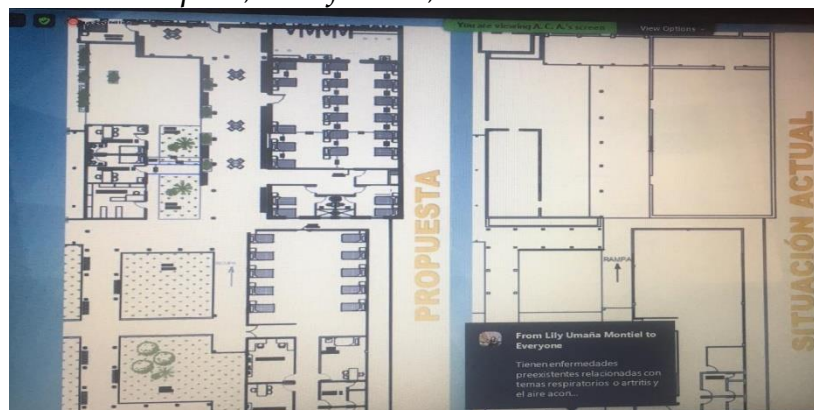 You are viewing A. C. A.'s screen
View Options
PROPUESTA
SITUACIÓN ACTUAL
RAMPA
From Lily Umaña Montiel to
Everyone
Tienen enfermedades
preexistentes relacionadas con
temas respiratorios o artritis y
el aire acon...